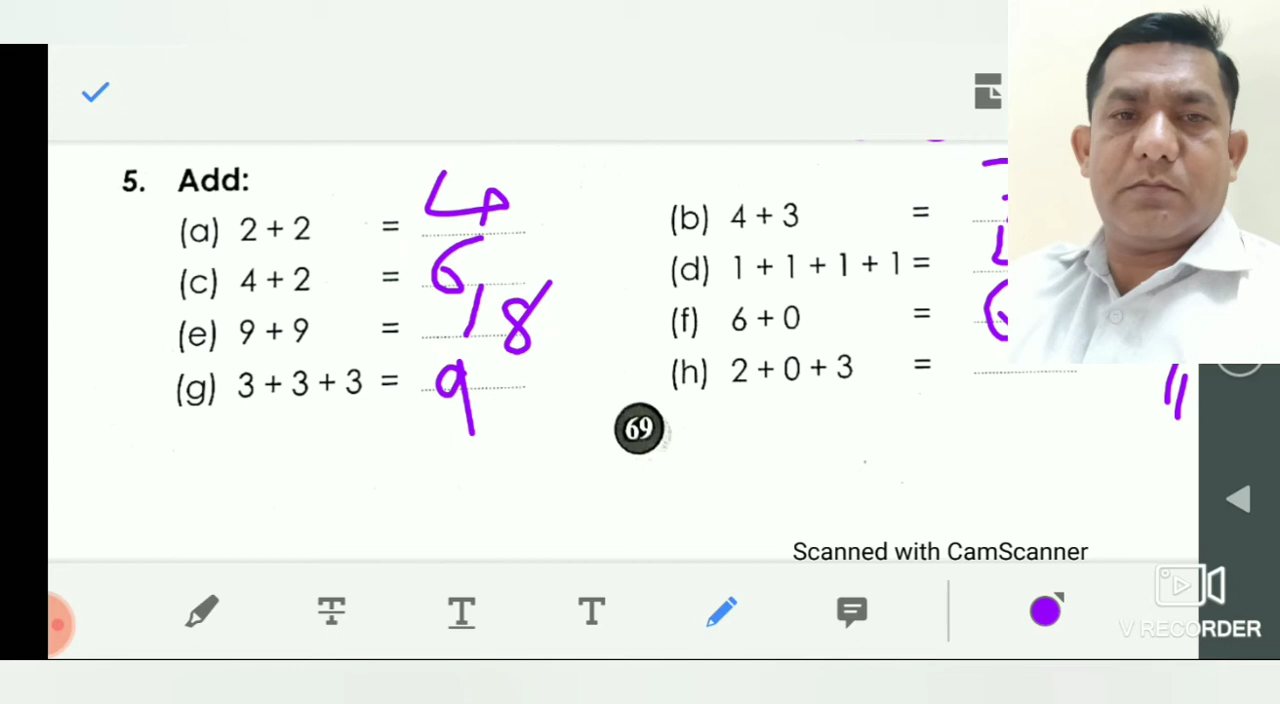 5. Add:
(a) 2 + 2 = 4
(b) 4 + 3 =
(c) 4 + 2 = 6
(d) 1 + 1 + 1 + 1 =
(e) 9 + 9 = 18
(f) 6 + 0 =
(g) 3 + 3 + 3 = 9
(h) 2 + 0 + 3 =
69
Scanned with CamScanner
T T T
V RECORDER